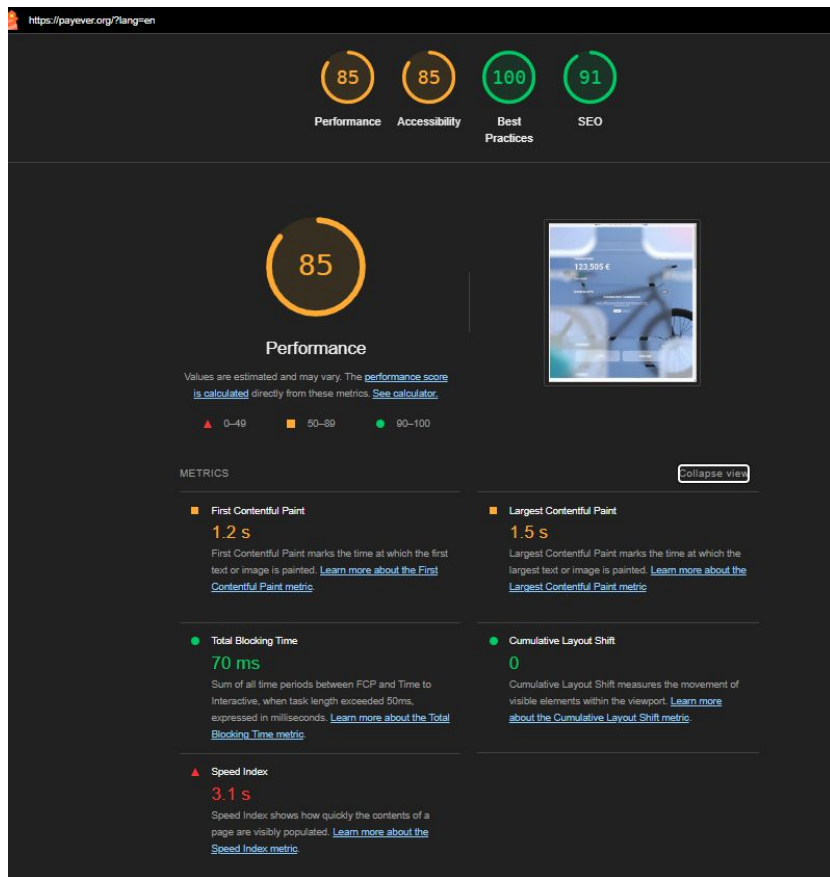 https://payever.org/?lang=en
85
85
100
91
Performance
Accessibility
Best
Practices
SEO
85
123,505 €
Performance
Values are estimated and may vary. The performance score
is calculated directly from these metrics. See calculator.
0–49
50–89
90–100
METRICS
Collapse view
First Contentful Paint
1.2 s
First Contentful Paint marks the time at which the first
text or image is painted. Learn more about the First
Contentful Paint metric.
Largest Contentful Paint
1.5 s
Largest Contentful Paint marks the time at which the
largest text or image is painted. Learn more about the
Largest Contentful Paint metric
Total Blocking Time
70 ms
Sum of all time periods between FCP and Time to
Interactive, when task length exceeded 50ms,
expressed in milliseconds. Learn more about the Total
Blocking Time metric.
Cumulative Layout Shift
0
Cumulative Layout Shift measures the movement of
visible elements within the viewport. Learn more
about the Cumulative Layout Shift metric.
Speed Index
3.1 s
Speed Index shows how quickly the contents of a
page are visibly populated. Learn more about the
Speed Index metric.